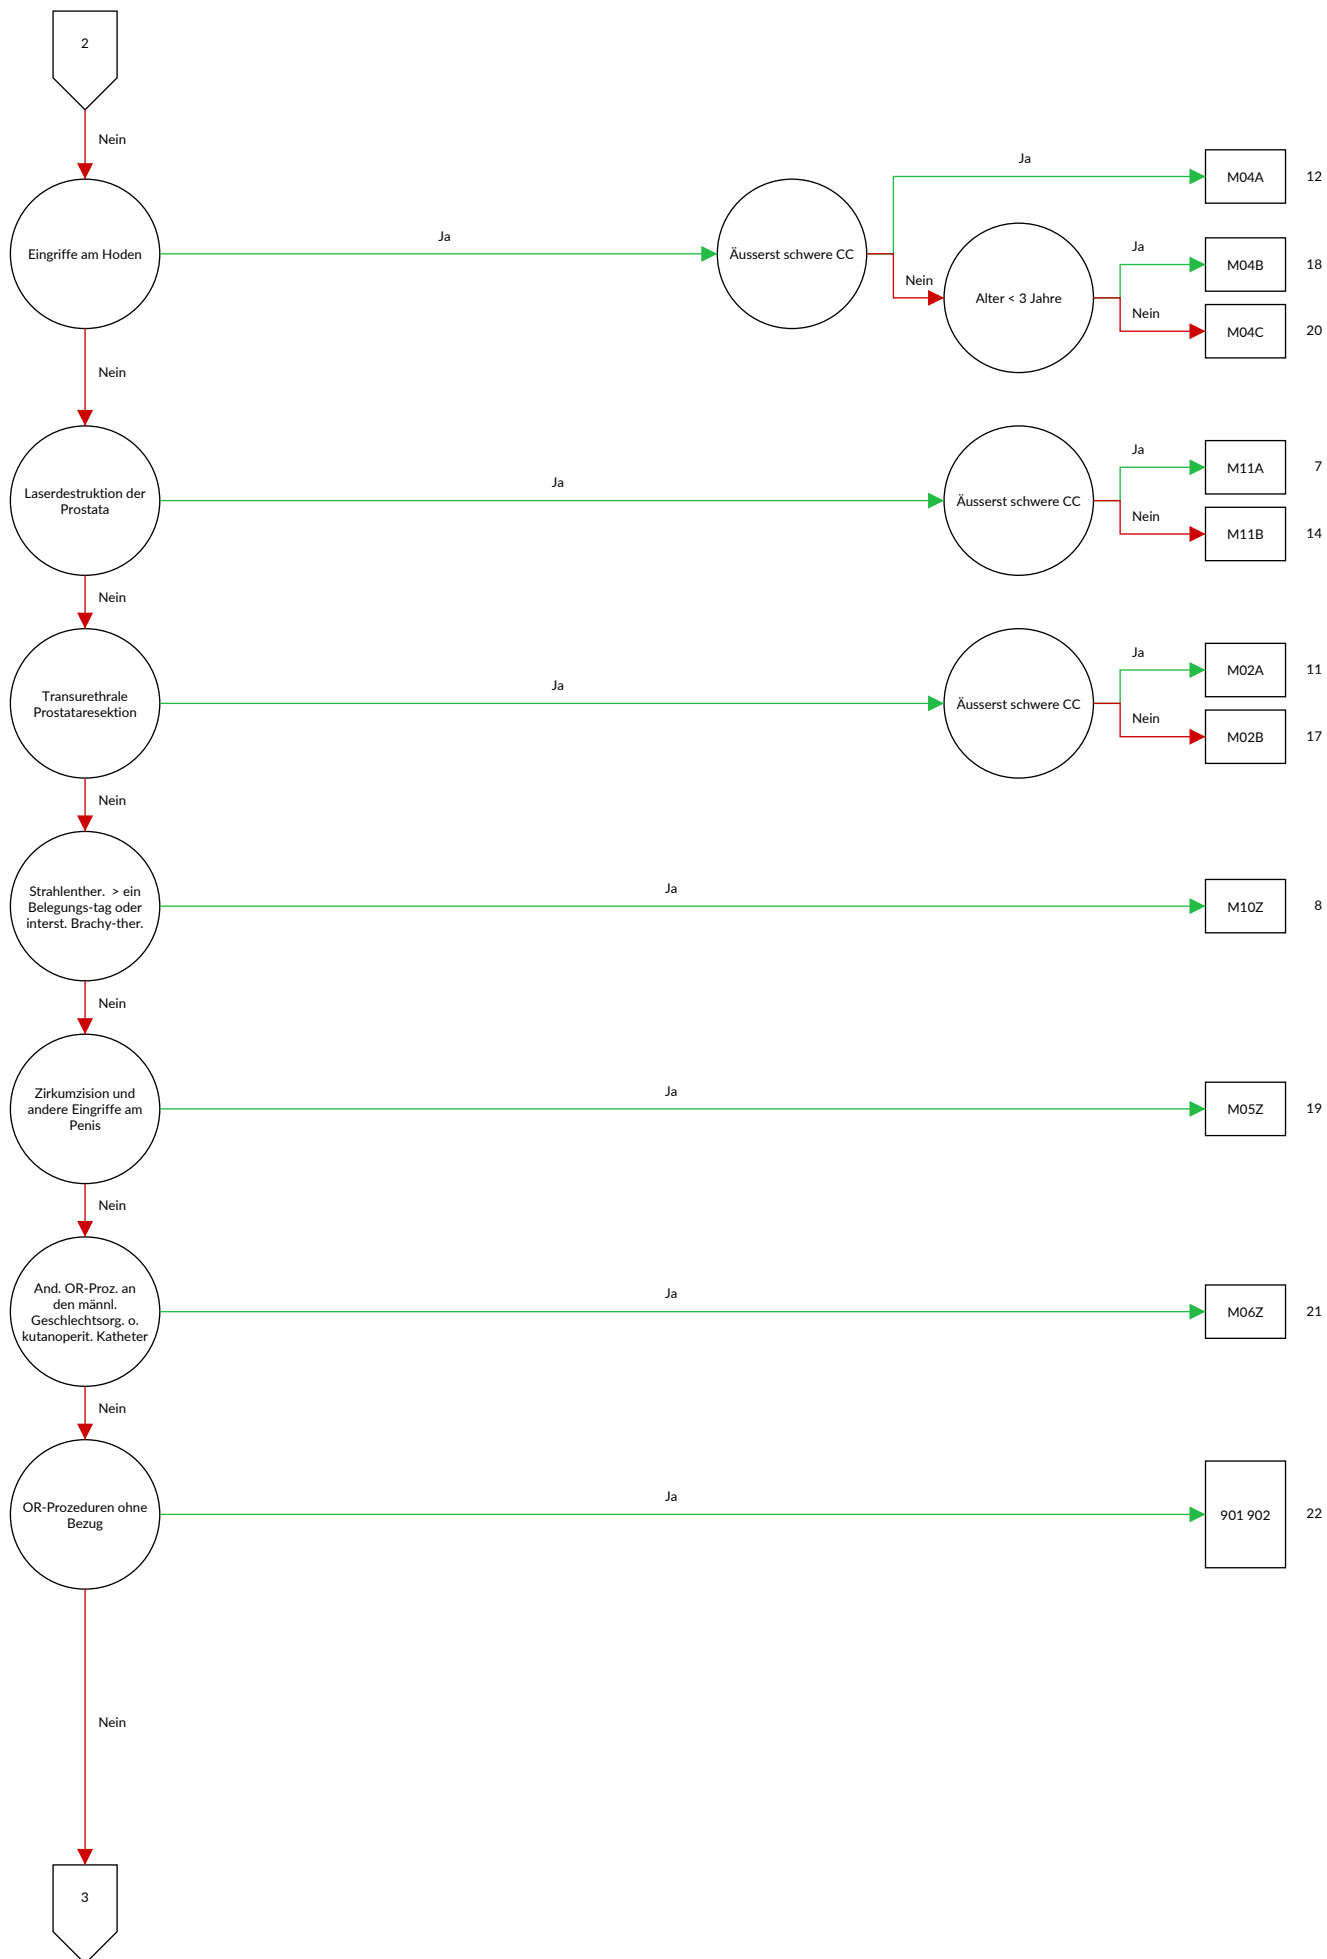 2
Nein
Ja
M04A
12
Eingriffe am Hoden
Ja
Äusserst schwere CC
Nein
Alter < 3 Jahre
Ja
M04B
18
Nein
M04C
20
Nein
Laserdestruktion der
Prostata
Ja
Äusserst schwere CC
Ja
M11A
7
Nein
M11B
14
Nein
Transurethrale
Prostataresektion
Ja
Äusserst schwere CC
Ja
M02A
11
Nein
M02B
17
Nein
Strahlenther.  > ein
Belegungs-tag oder
interst. Brachy-ther.
Ja
M10Z
8
Nein
Zirkumzision und
andere Eingriffe am
Penis
Ja
M05Z
19
Nein
And. OR-Proz. an
den männl.
Geschlechtsorg. o.
kutanoperit. Katheter
Ja
M06Z
21
Nein
OR-Prozeduren ohne
Bezug
Ja
901 902
22
Nein
3